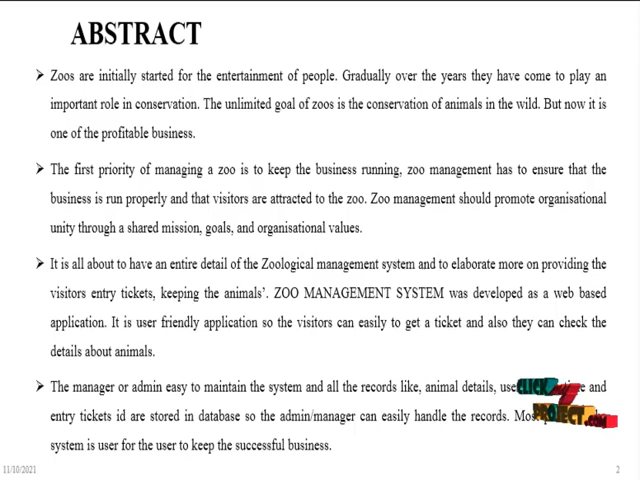 ABSTRACT
➤ Zoos are initially started for the entertainment of people. Gradually over the years they have come to play an
important role in conservation. The unlimited goal of zoos is the conservation of animals in the wild. But now it is
one of the profitable business.
➤ The first priority of managing a zoo is to keep the business running, zoo management has to ensure that the
business is run properly and that visitors are attracted to the zoo. Zoo management should promote organisational
unity through a shared mission, goals, and organisational values.
➤ It is all about to have an entire detail of the Zoological management system and to elaborate more on providing the
visitors entry tickets, keeping the animals’. ZOO MANAGEMENT SYSTEM was developed as a web based
application. It is user friendly application so the visitors can easily to get a ticket and also they can check the
details about animals.
➤ The manager or admin easy to maintain the system and all the records like, animal details, and
entry tickets id are stored in database so the admin/manager can easily handle the records.
system is user for the user to keep the successful business.
CLICK
PROJECT.com
11/10/2021
2